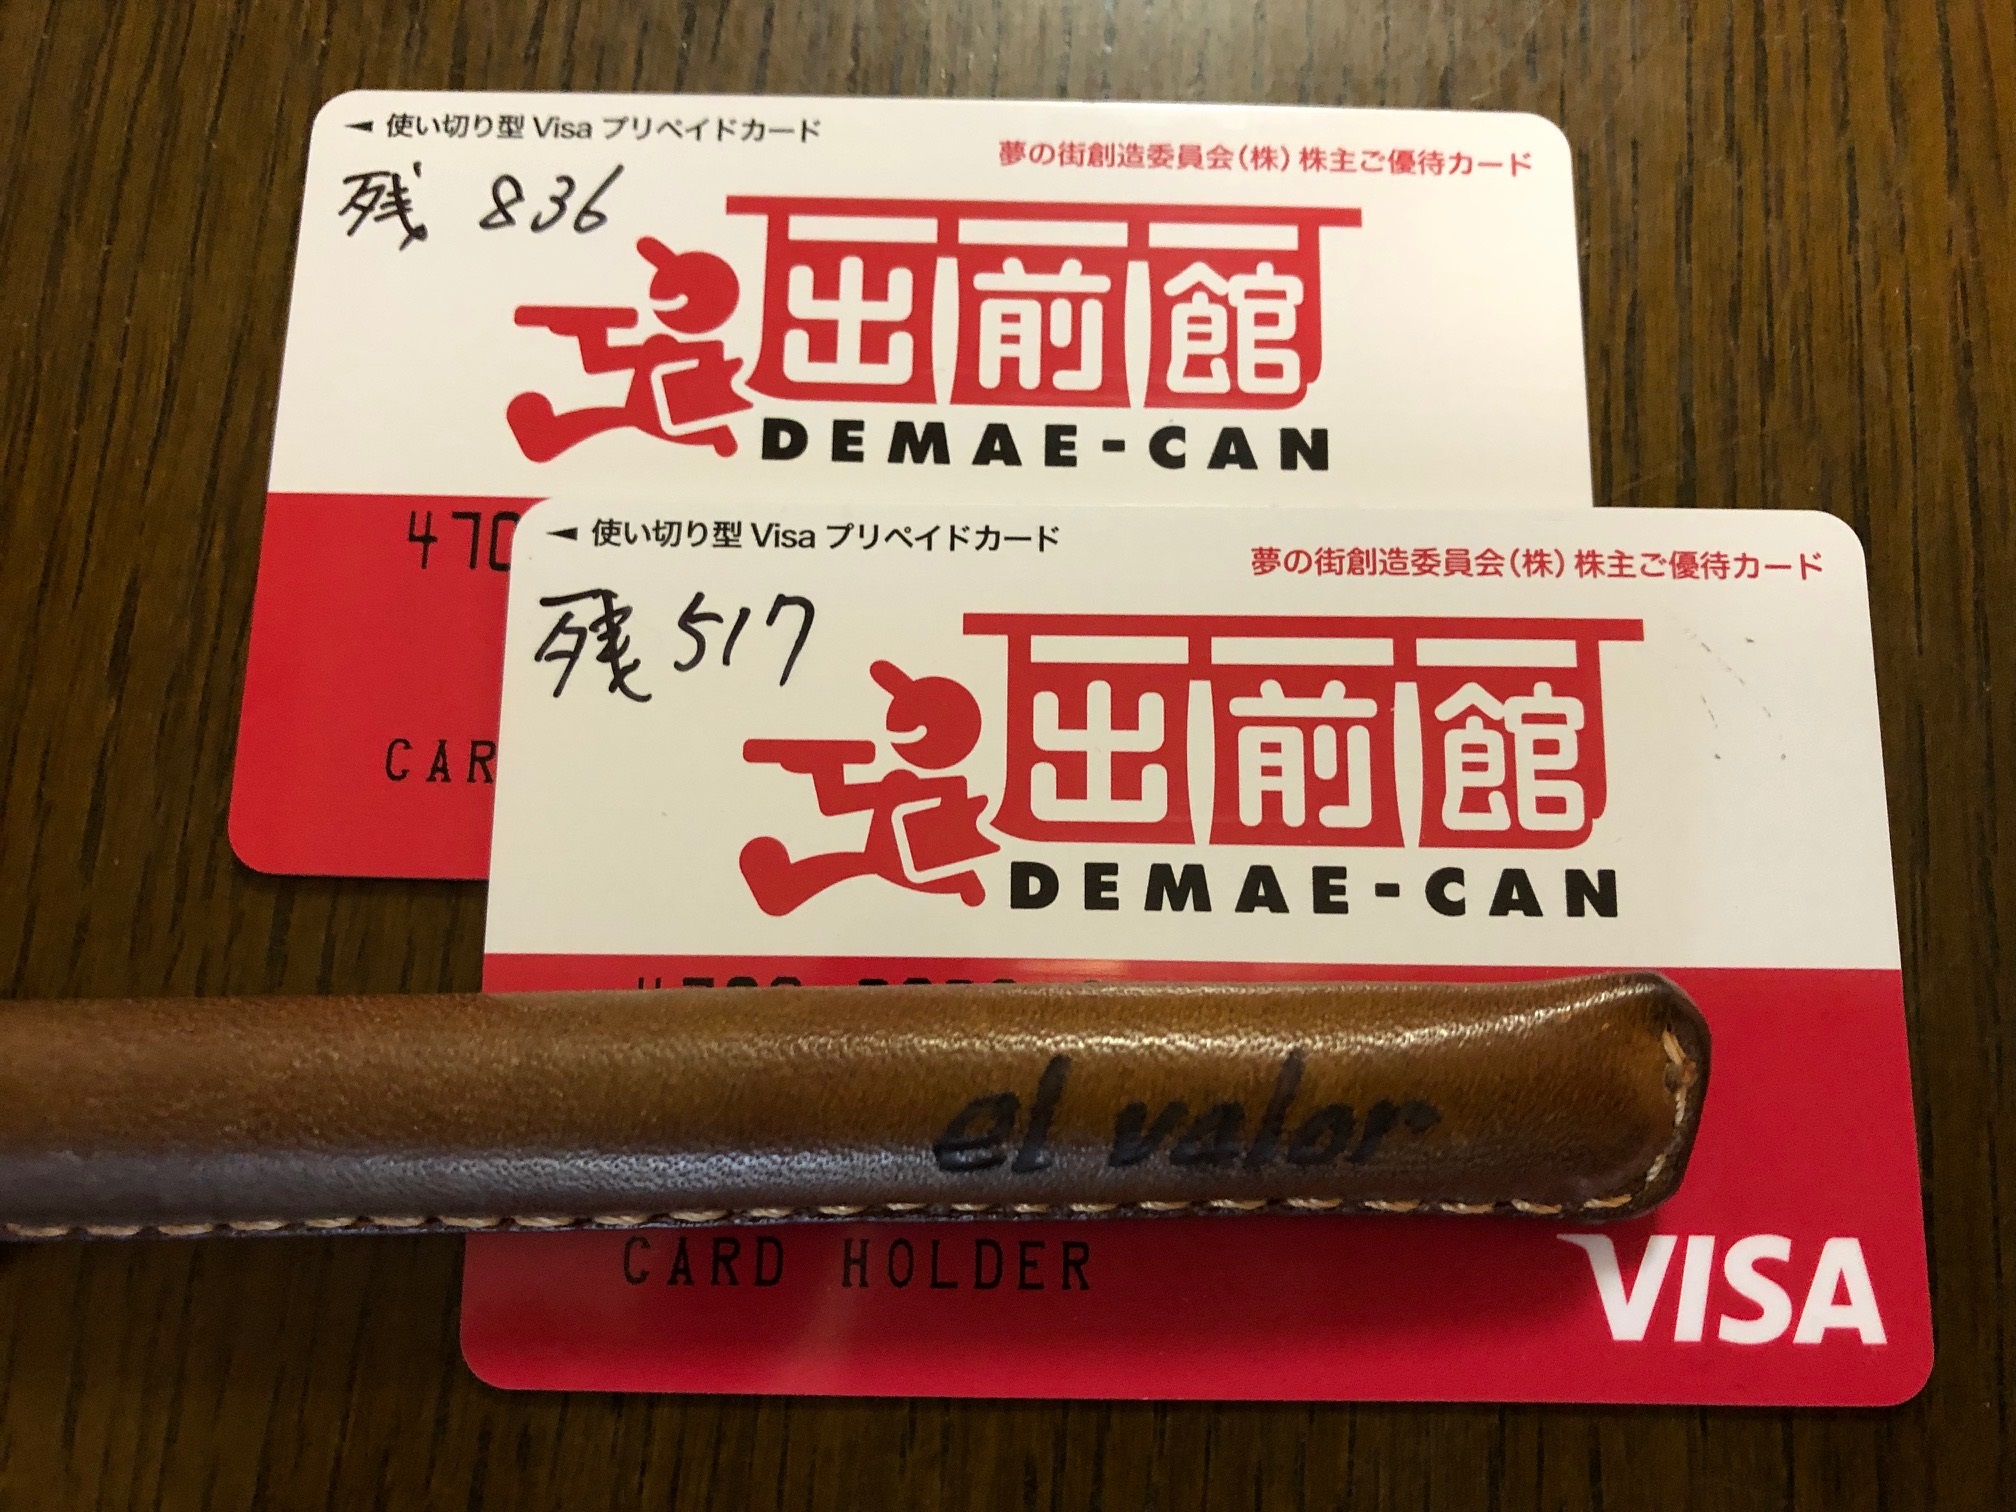 ◄ 使い切り型 Visa プリペイドカード
夢の街創造委員会(株) 株主ご優待カード
残 836
出前館
DEMAE-CAN
470
CAR
◄ 使い切り型 Visa プリペイドカード
夢の街創造委員会(株) 株主ご優待カード
残 517
出前館
DEMAE-CAN
el valor
CARD HOLDER
VISA